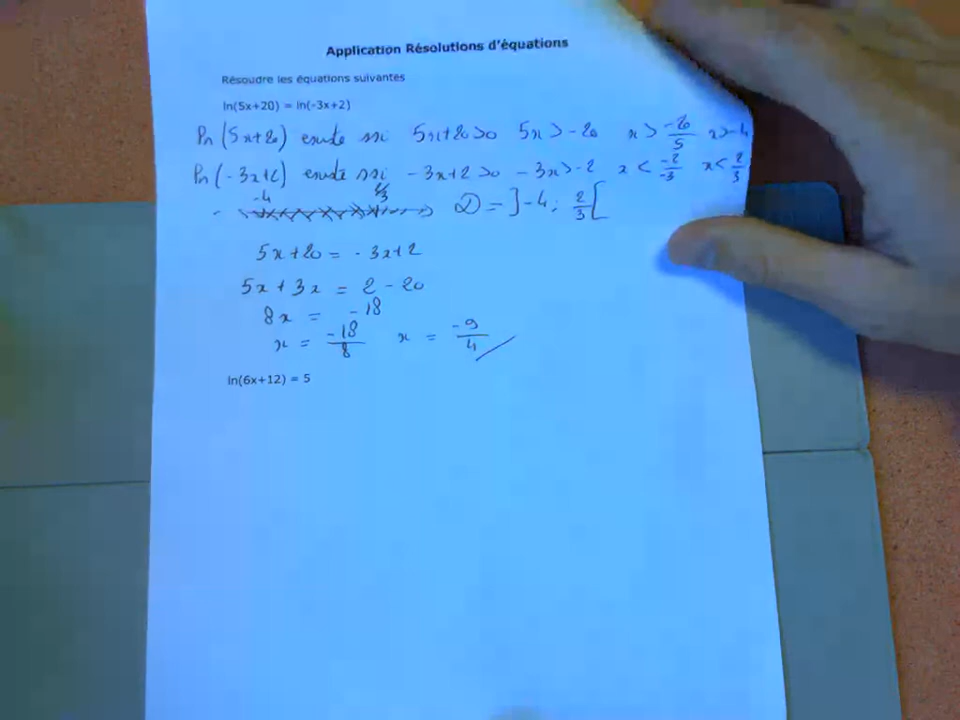 Application Résolutions d'équations
Résoudre les équations suivantes
ln(5x+20) = ln(-3x+2)
ln(5x+20) existe ssi 5x+20>0 5x>-20 x>-20/5 x>-4
ln(-3x+2) existe ssi -3x+2>0 -3x>-2 x<-2/-3 x<2/3
-4 2/3 D = ]-4; 2/3[
5x+20 = -3x+2
5x+3x = 2-20
8x = -18
x = -18/8 x = -9/4
ln(6x+12) = 5